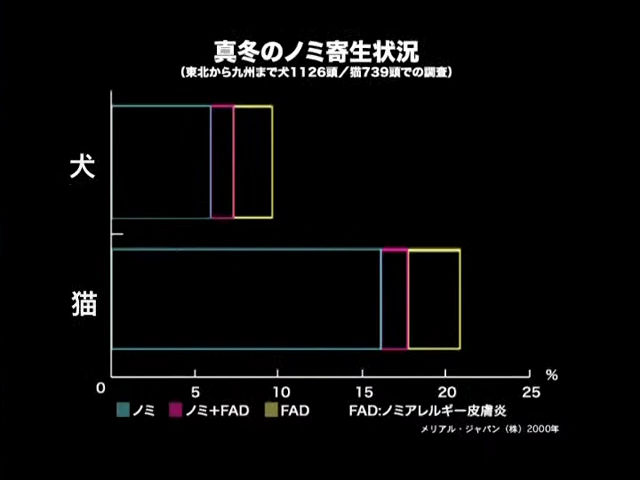 真冬のノミ寄生状況
（東北から九州まで犬1126頭／猫739頭での調査）
犬
猫
0 5 10 15 20 25 %
ノミ ノミ+FAD FAD FAD:ノミアレルギー皮膚炎
メリアル・ジャパン（株）2000年